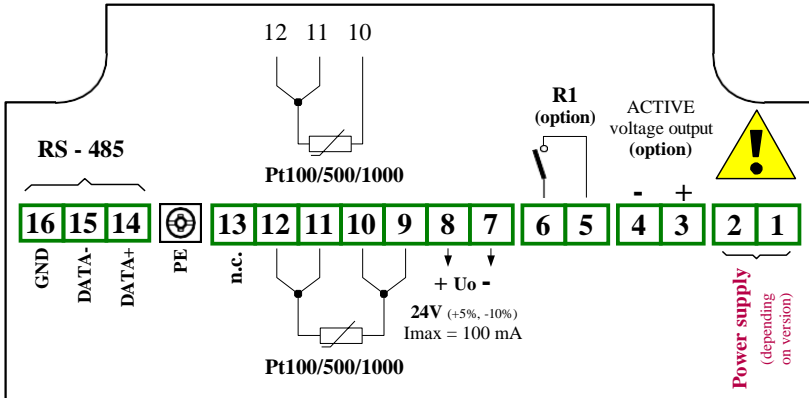 12 11 10
Pt100/500/1000
RS - 485
R1
(option)
ACTIVE
voltage output
(option)
- +
16 15 14 13 12 11 10 9 8 7 6 5 4 3 2 1
GND
DATA-
DATA+
PE
n.c.
+ Uo -
24V (+5%, -10%)
Imax = 100 mA
Pt100/500/1000
Power supply
(depending
on version)
!